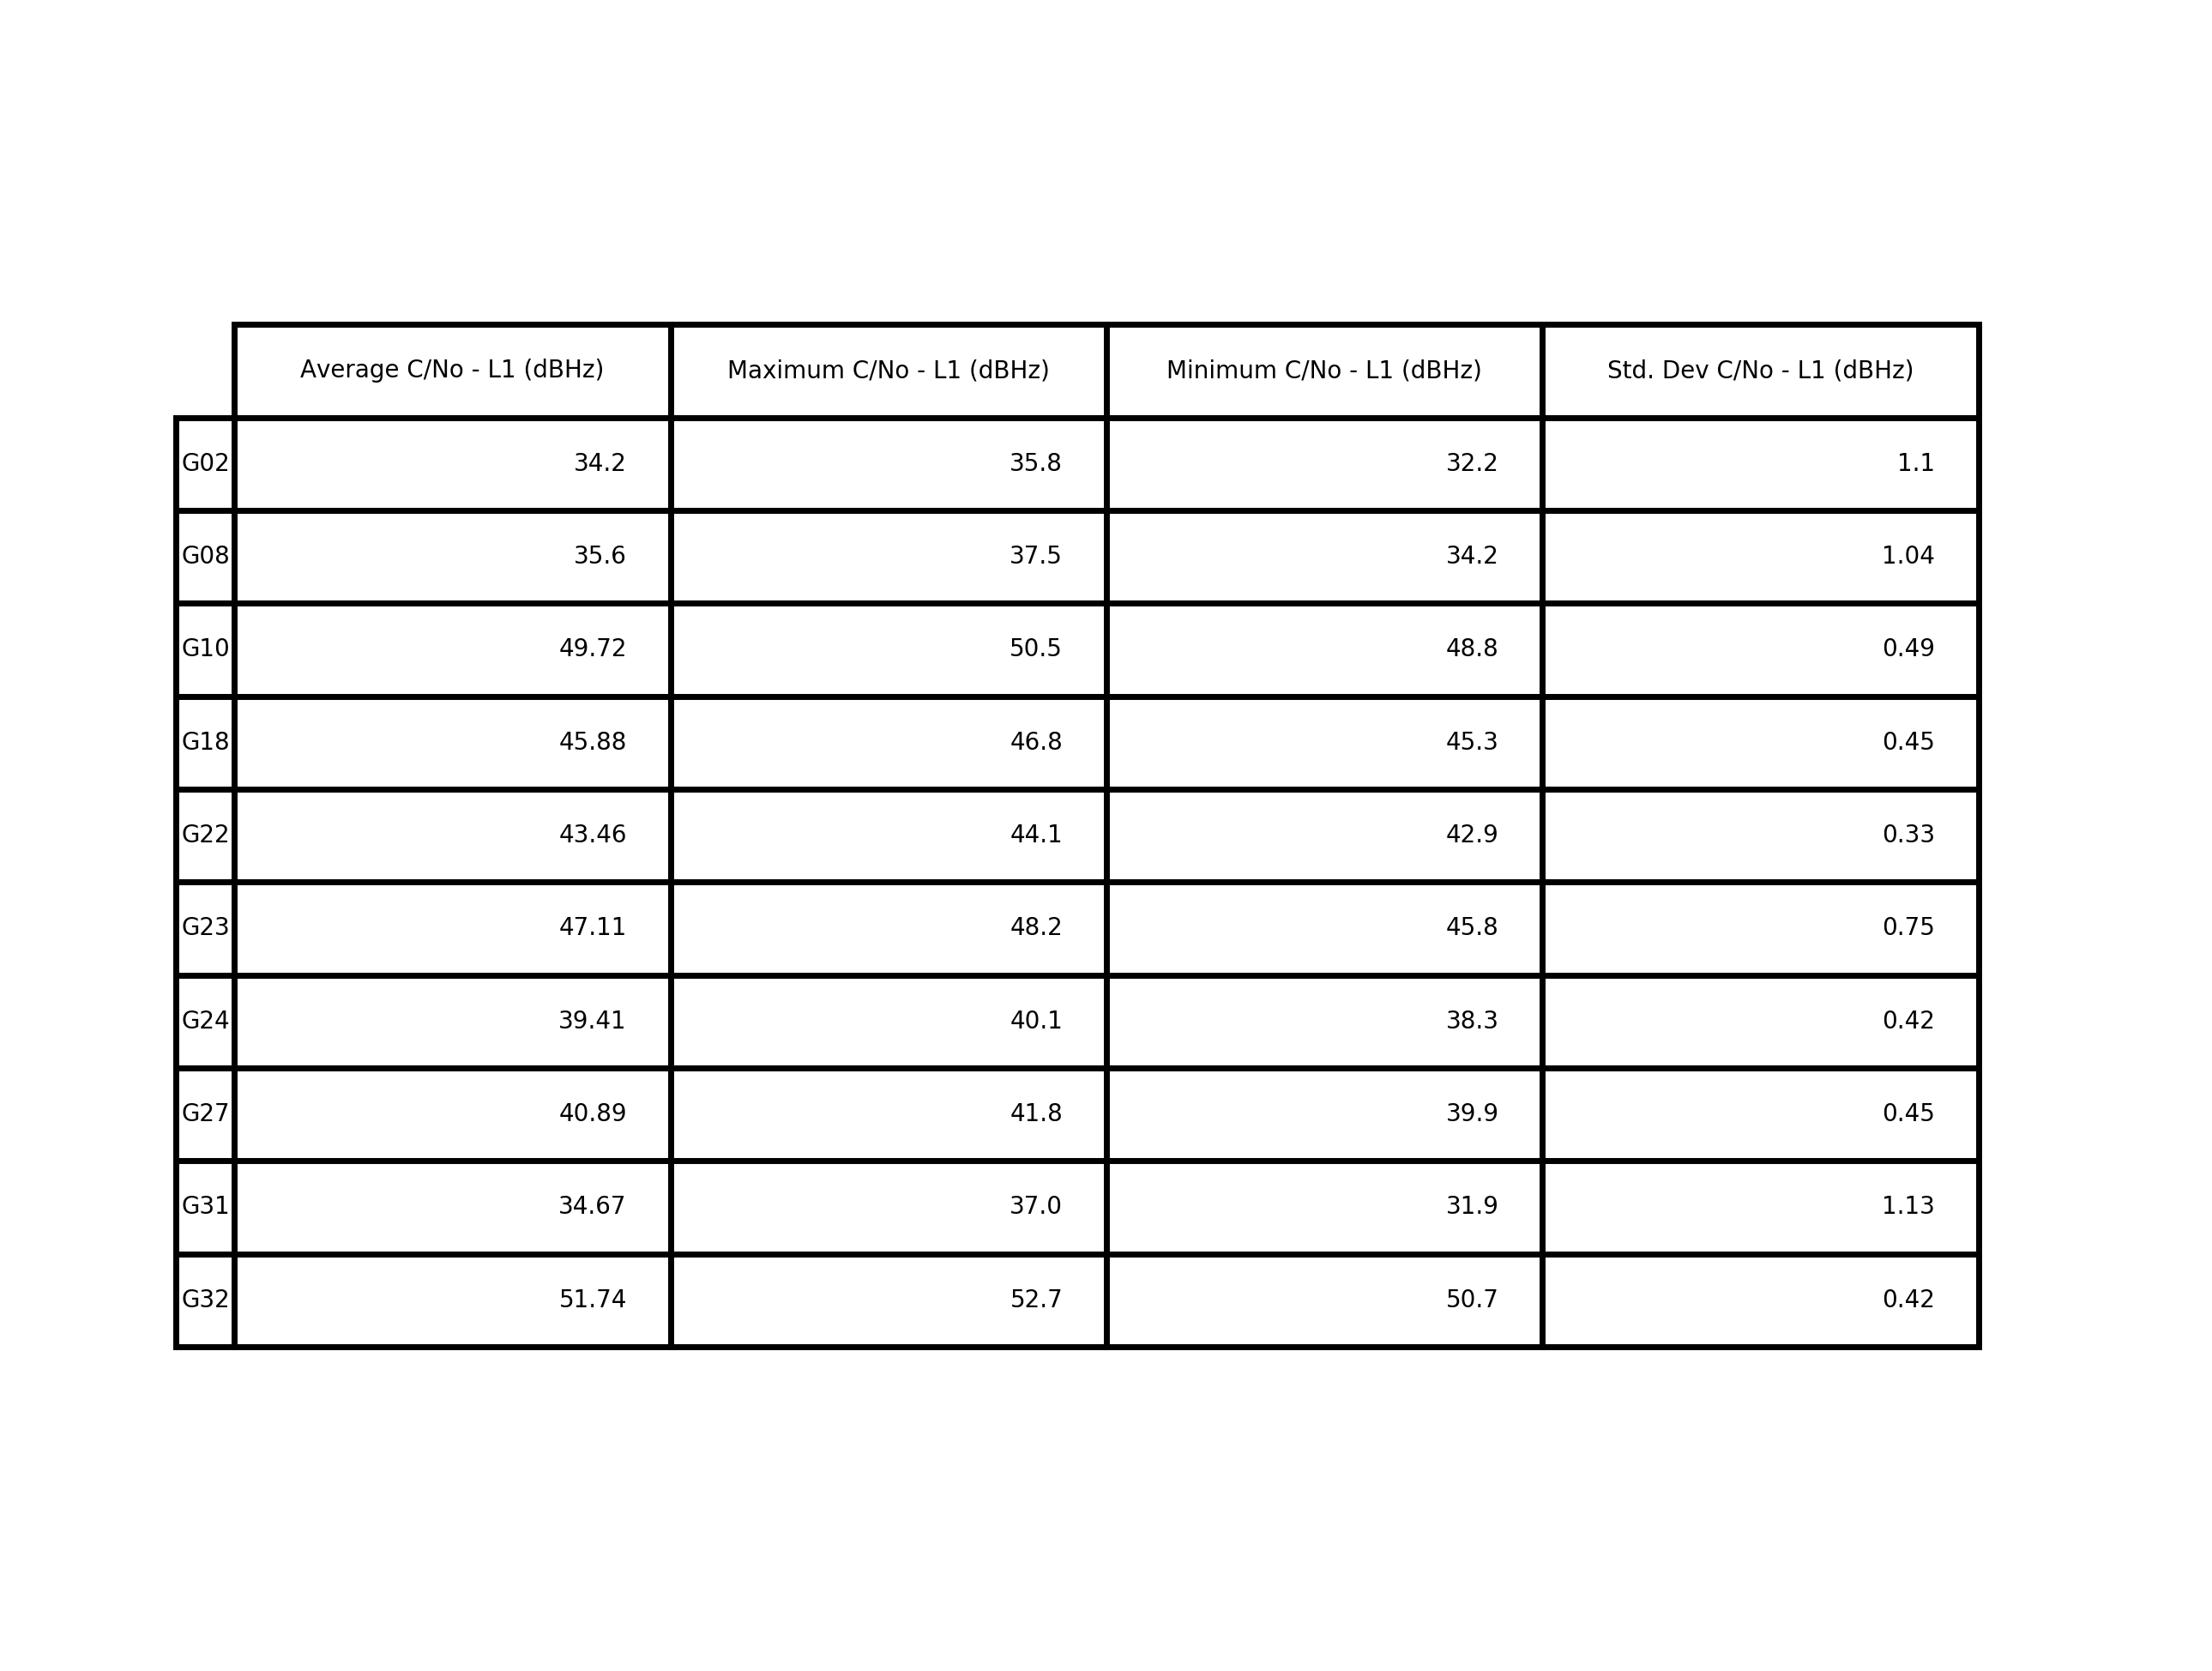 Average C/No - L1 (dBHz) Maximum C/No - L1 (dBHz) Minimum C/No - L1 (dBHz) Std. Dev C/No - L1 (dBHz)
G02 34.2 35.8 32.2 1.1
G08 35.6 37.5 34.2 1.04
G10 49.72 50.5 48.8 0.49
G18 45.88 46.8 45.3 0.45
G22 43.46 44.1 42.9 0.33
G23 47.11 48.2 45.8 0.75
G24 39.41 40.1 38.3 0.42
G27 40.89 41.8 39.9 0.45
G31 34.67 37.0 31.9 1.13
G32 51.74 52.7 50.7 0.42